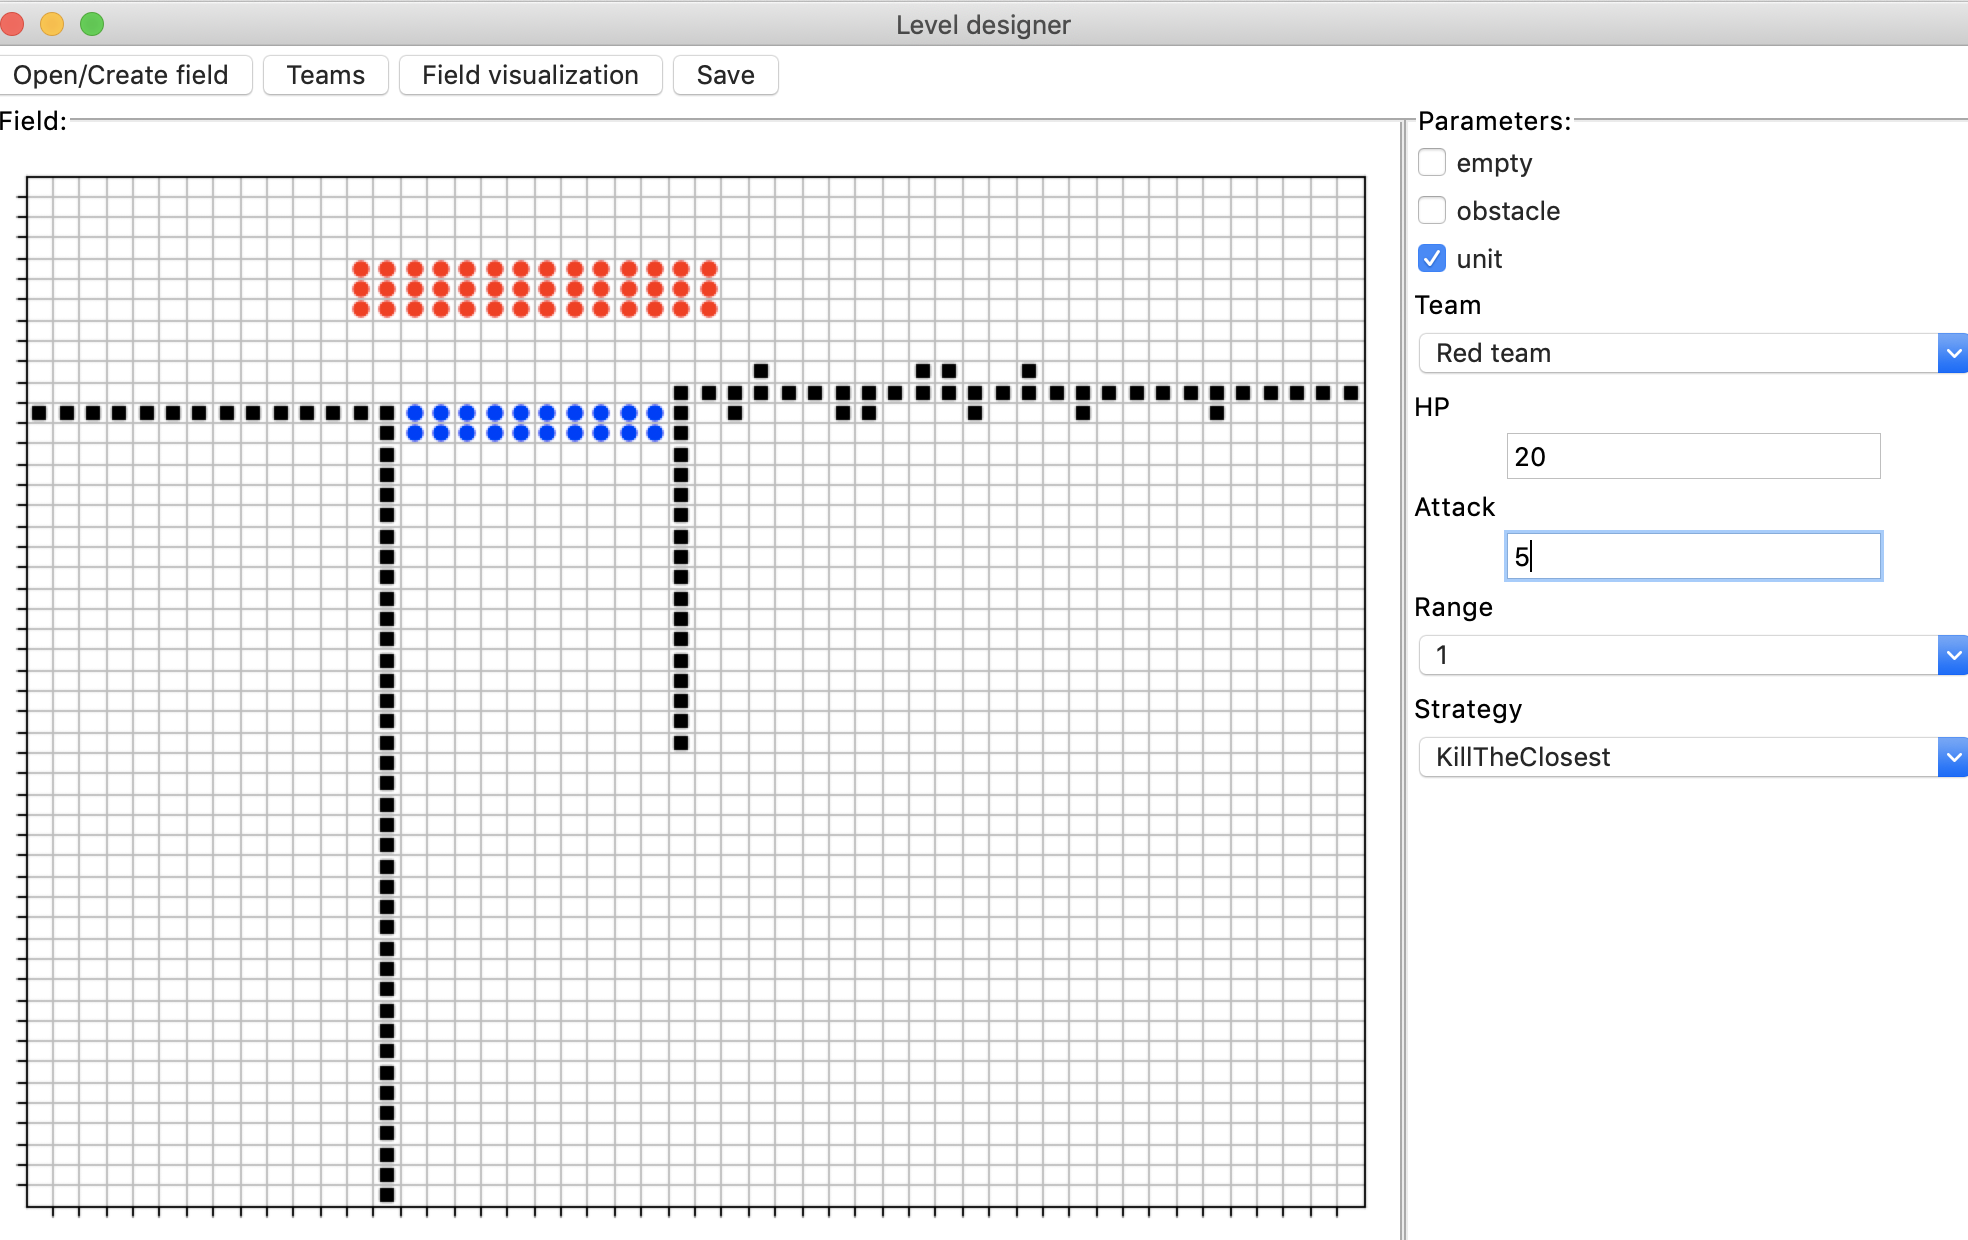 Level designer
Open/Create field
Teams
Field visualization
Save
Field:
Parameters:
empty
obstacle
unit
Team
Red team
HP
20
Attack
5
Range
1
Strategy
KillTheClosest